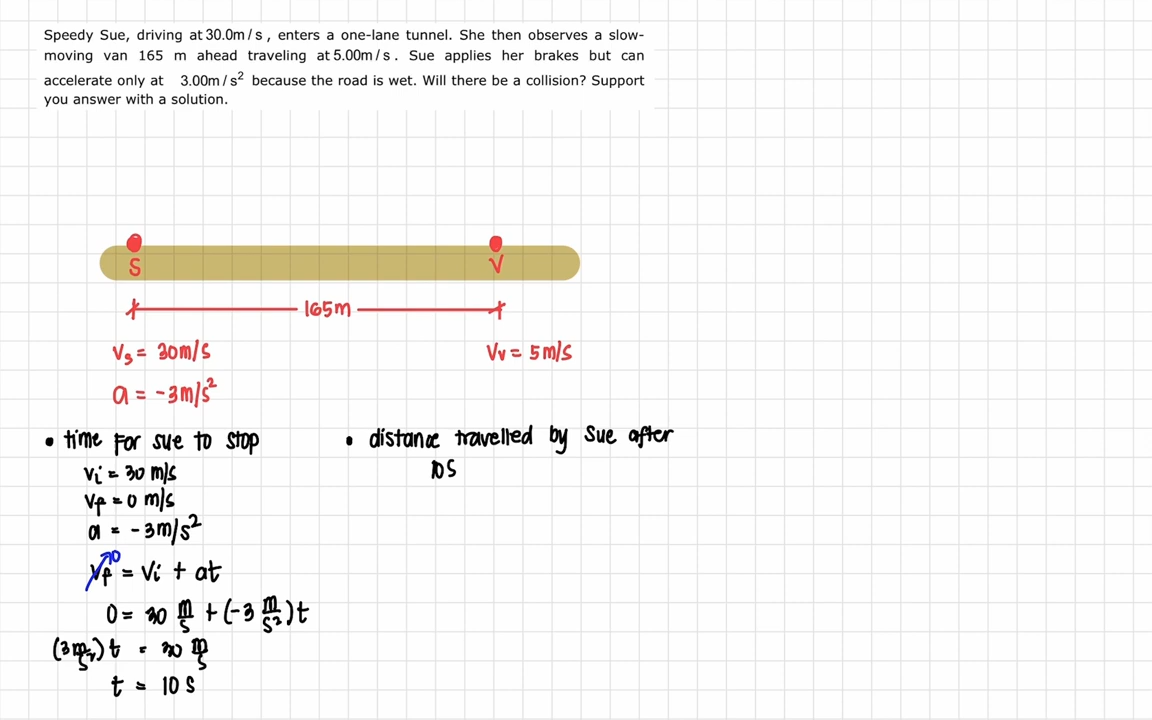 Speedy Sue, driving at 30.0m/s, enters a one-lane tunnel. She then observes a slow-
moving van 165 m ahead traveling at 5.00m/s. Sue applies her brakes but can
accelerate only at 3.00m/s² because the road is wet. Will there be a collision? Support
you answer with a solution.
S V
165m
Vs = 30m/s Vv = 5m/s
a = -3m/s²
• time for sue to stop • distance travelled by Sue after
10s
Vi = 30 m/s
Vf = 0 m/s
a = -3m/s²
0
Vf = Vi + at
0 = 30 m/s + (-3 m/s²)t
(3 m/s²) t = 30 m/s
t = 10 s